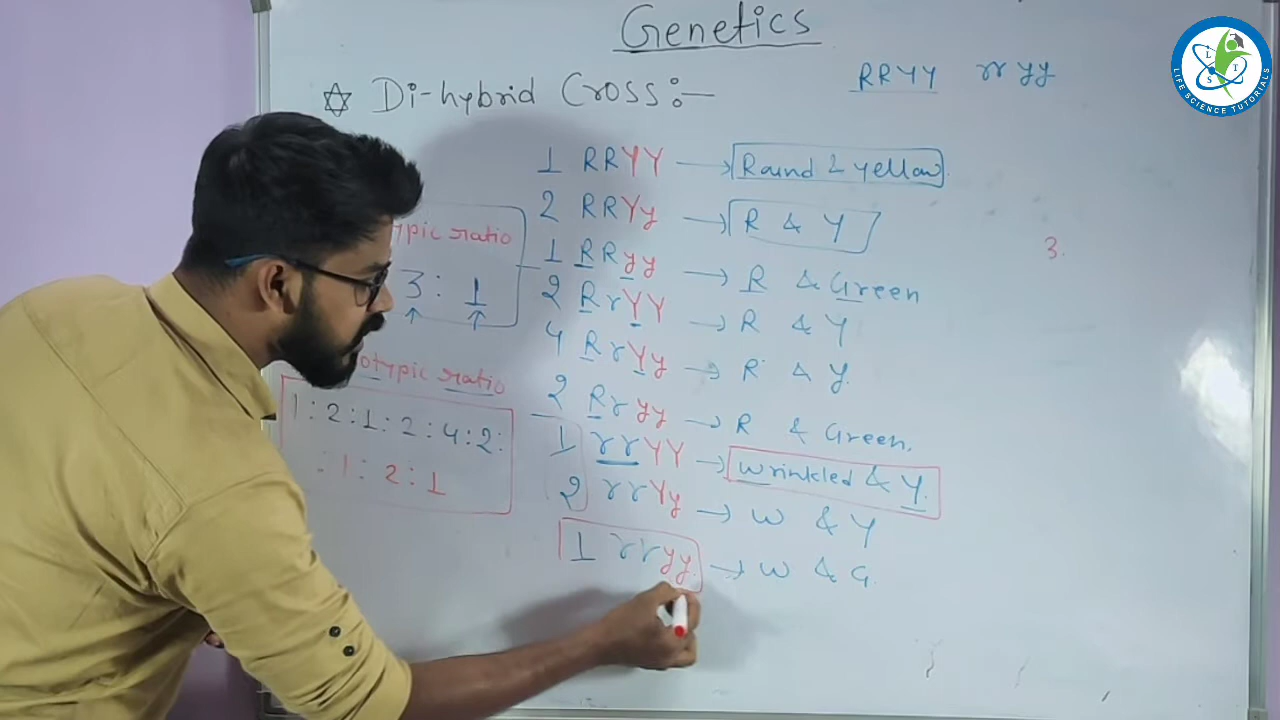 Genetics
RRYY rr yy
Di-hybrid Cross:-
1 RRYY → Round & yellow.
2 RRYy → R & Y
typic ratio
3.
1 RRyy → R & Green
3 : 1
2 RrYY → R & Y
4 RrYy → R & Y.
otypic ratio
2 Rryy → R & Green.
1 : 2 : 1 : 2 : 4 : 2 :
1 rrYY → wrinkled & Y.
: 1 : 2 : 1
2 rrYy → W & Y
1 rryy. → W & G.
LIFE SCIENCE TUTORIALS
L T S